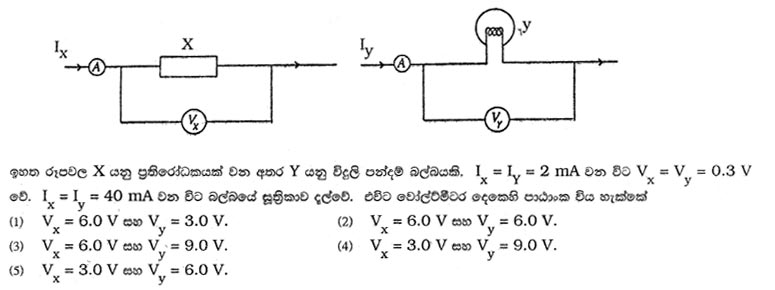 I_x X I_y y
A A
V_x V_y
ඉහත රූපවල X යනු ප්‍රතිරෝධකයක් වන අතර Y යනු විදුලි පන්දම් බල්බයකි. I_x = I_Y = 2 mA වන විට V_x = V_y = 0.3 V
වේ. I_x = I_y = 40 mA වන විට බල්බයේ සූත්‍රිකාව දැල්වේ. එවිට වෝල්ට්මීටර දෙකෙහි පාඨාංක විය හැක්කේ
(1) V_x = 6.0 V සහ V_y = 3.0 V. (2) V_x = 6.0 V සහ V_y = 6.0 V.
(3) V_x = 6.0 V සහ V_y = 9.0 V. (4) V_x = 3.0 V සහ V_y = 9.0 V.
(5) V_x = 3.0 V සහ V_y = 6.0 V.